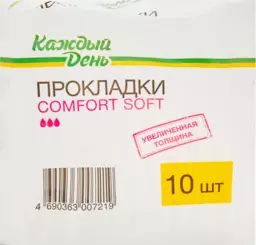 Каждый
День
ПРОКЛАДКИ
COMFORT SOFT
УВЕЛИЧЕННАЯ
ТОЛЩИНА
10 шт
4 690363 007219